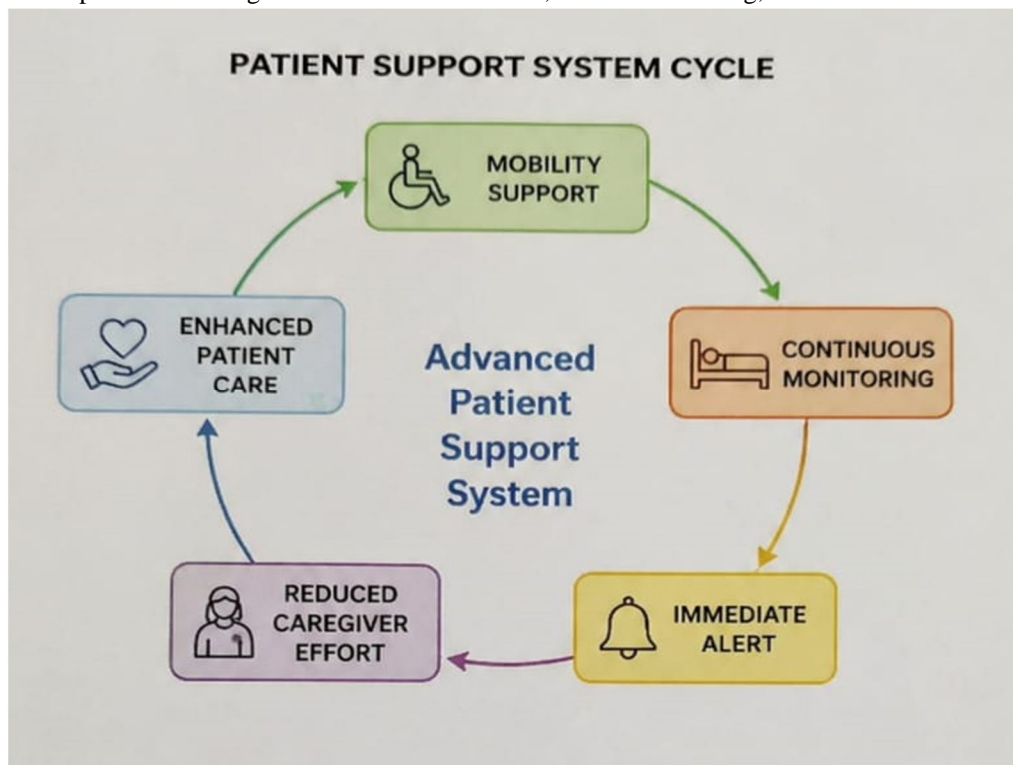 PATIENT SUPPORT SYSTEM CYCLE
MOBILITY
SUPPORT
ENHANCED
PATIENT
CARE
Advanced
Patient
Support
System
CONTINUOUS
MONITORING
REDUCED
CAREGIVER
EFFORT
IMMEDIATE
ALERT